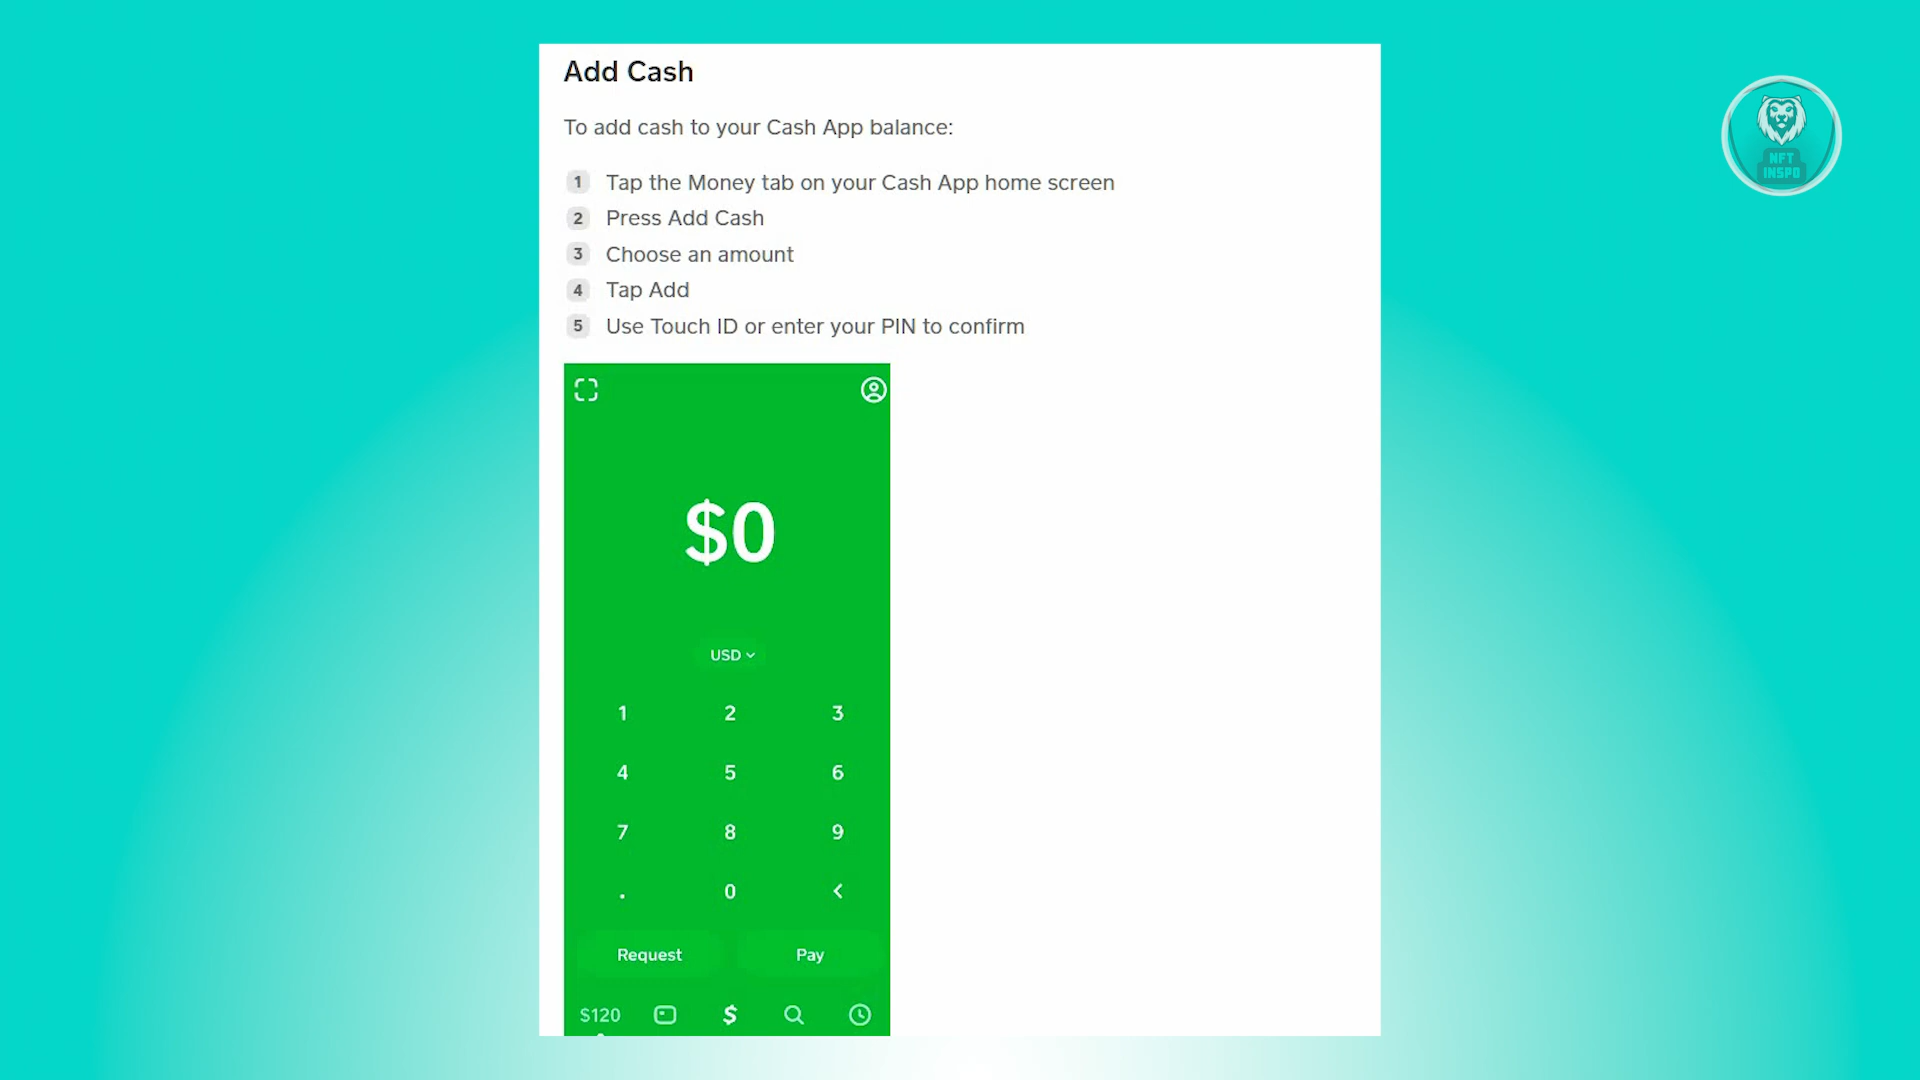 Add Cash
NFT
INSPO
To add cash to your Cash App balance:
1 Tap the Money tab on your Cash App home screen
2 Press Add Cash
3 Choose an amount
4 Tap Add
5 Use Touch ID or enter your PIN to confirm
$0
USD
1 2 3
4 5 6
7 8 9
. 0 <
Request Pay
$120 $